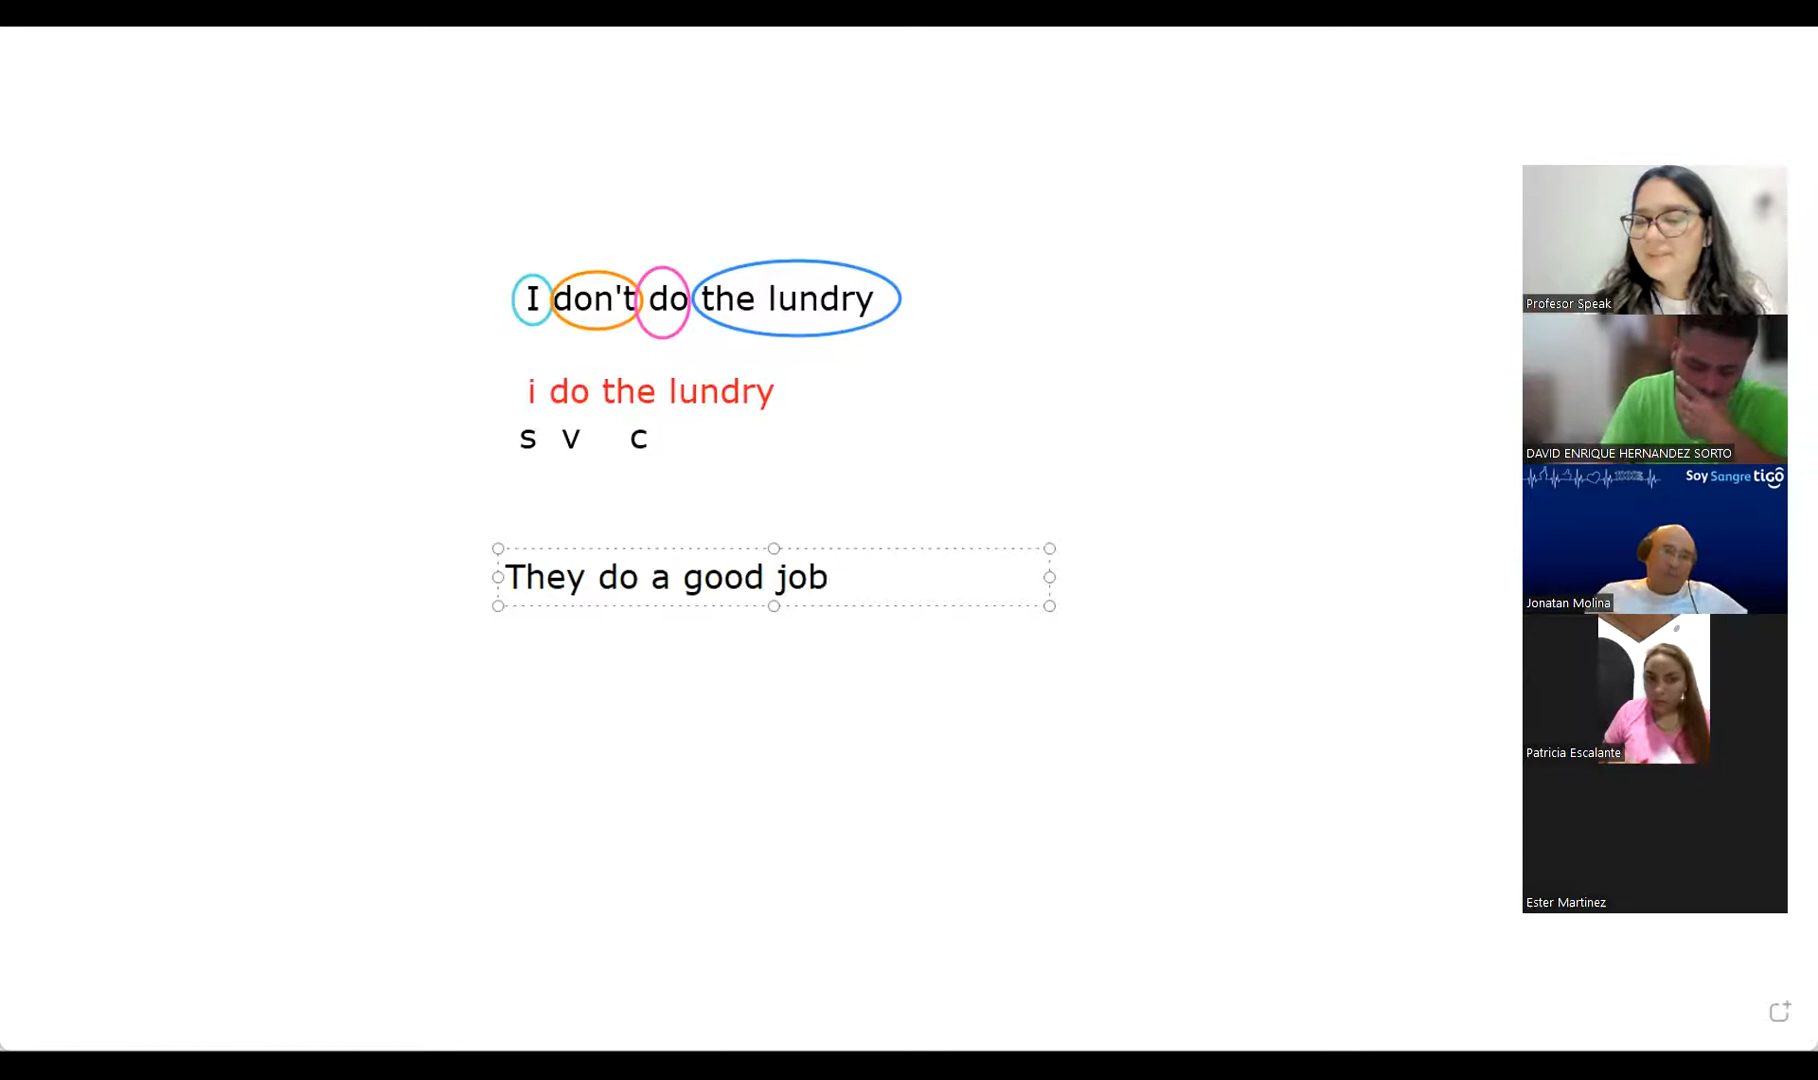 I don't do the lundry
i do the lundry
s v c
They do a good job
Profesor Speak
DAVID ENRIQUE HERNANDEZ SORTO
Soy Sangre tigo
Jonatan Molina
Patricia Escalante
Ester Martinez